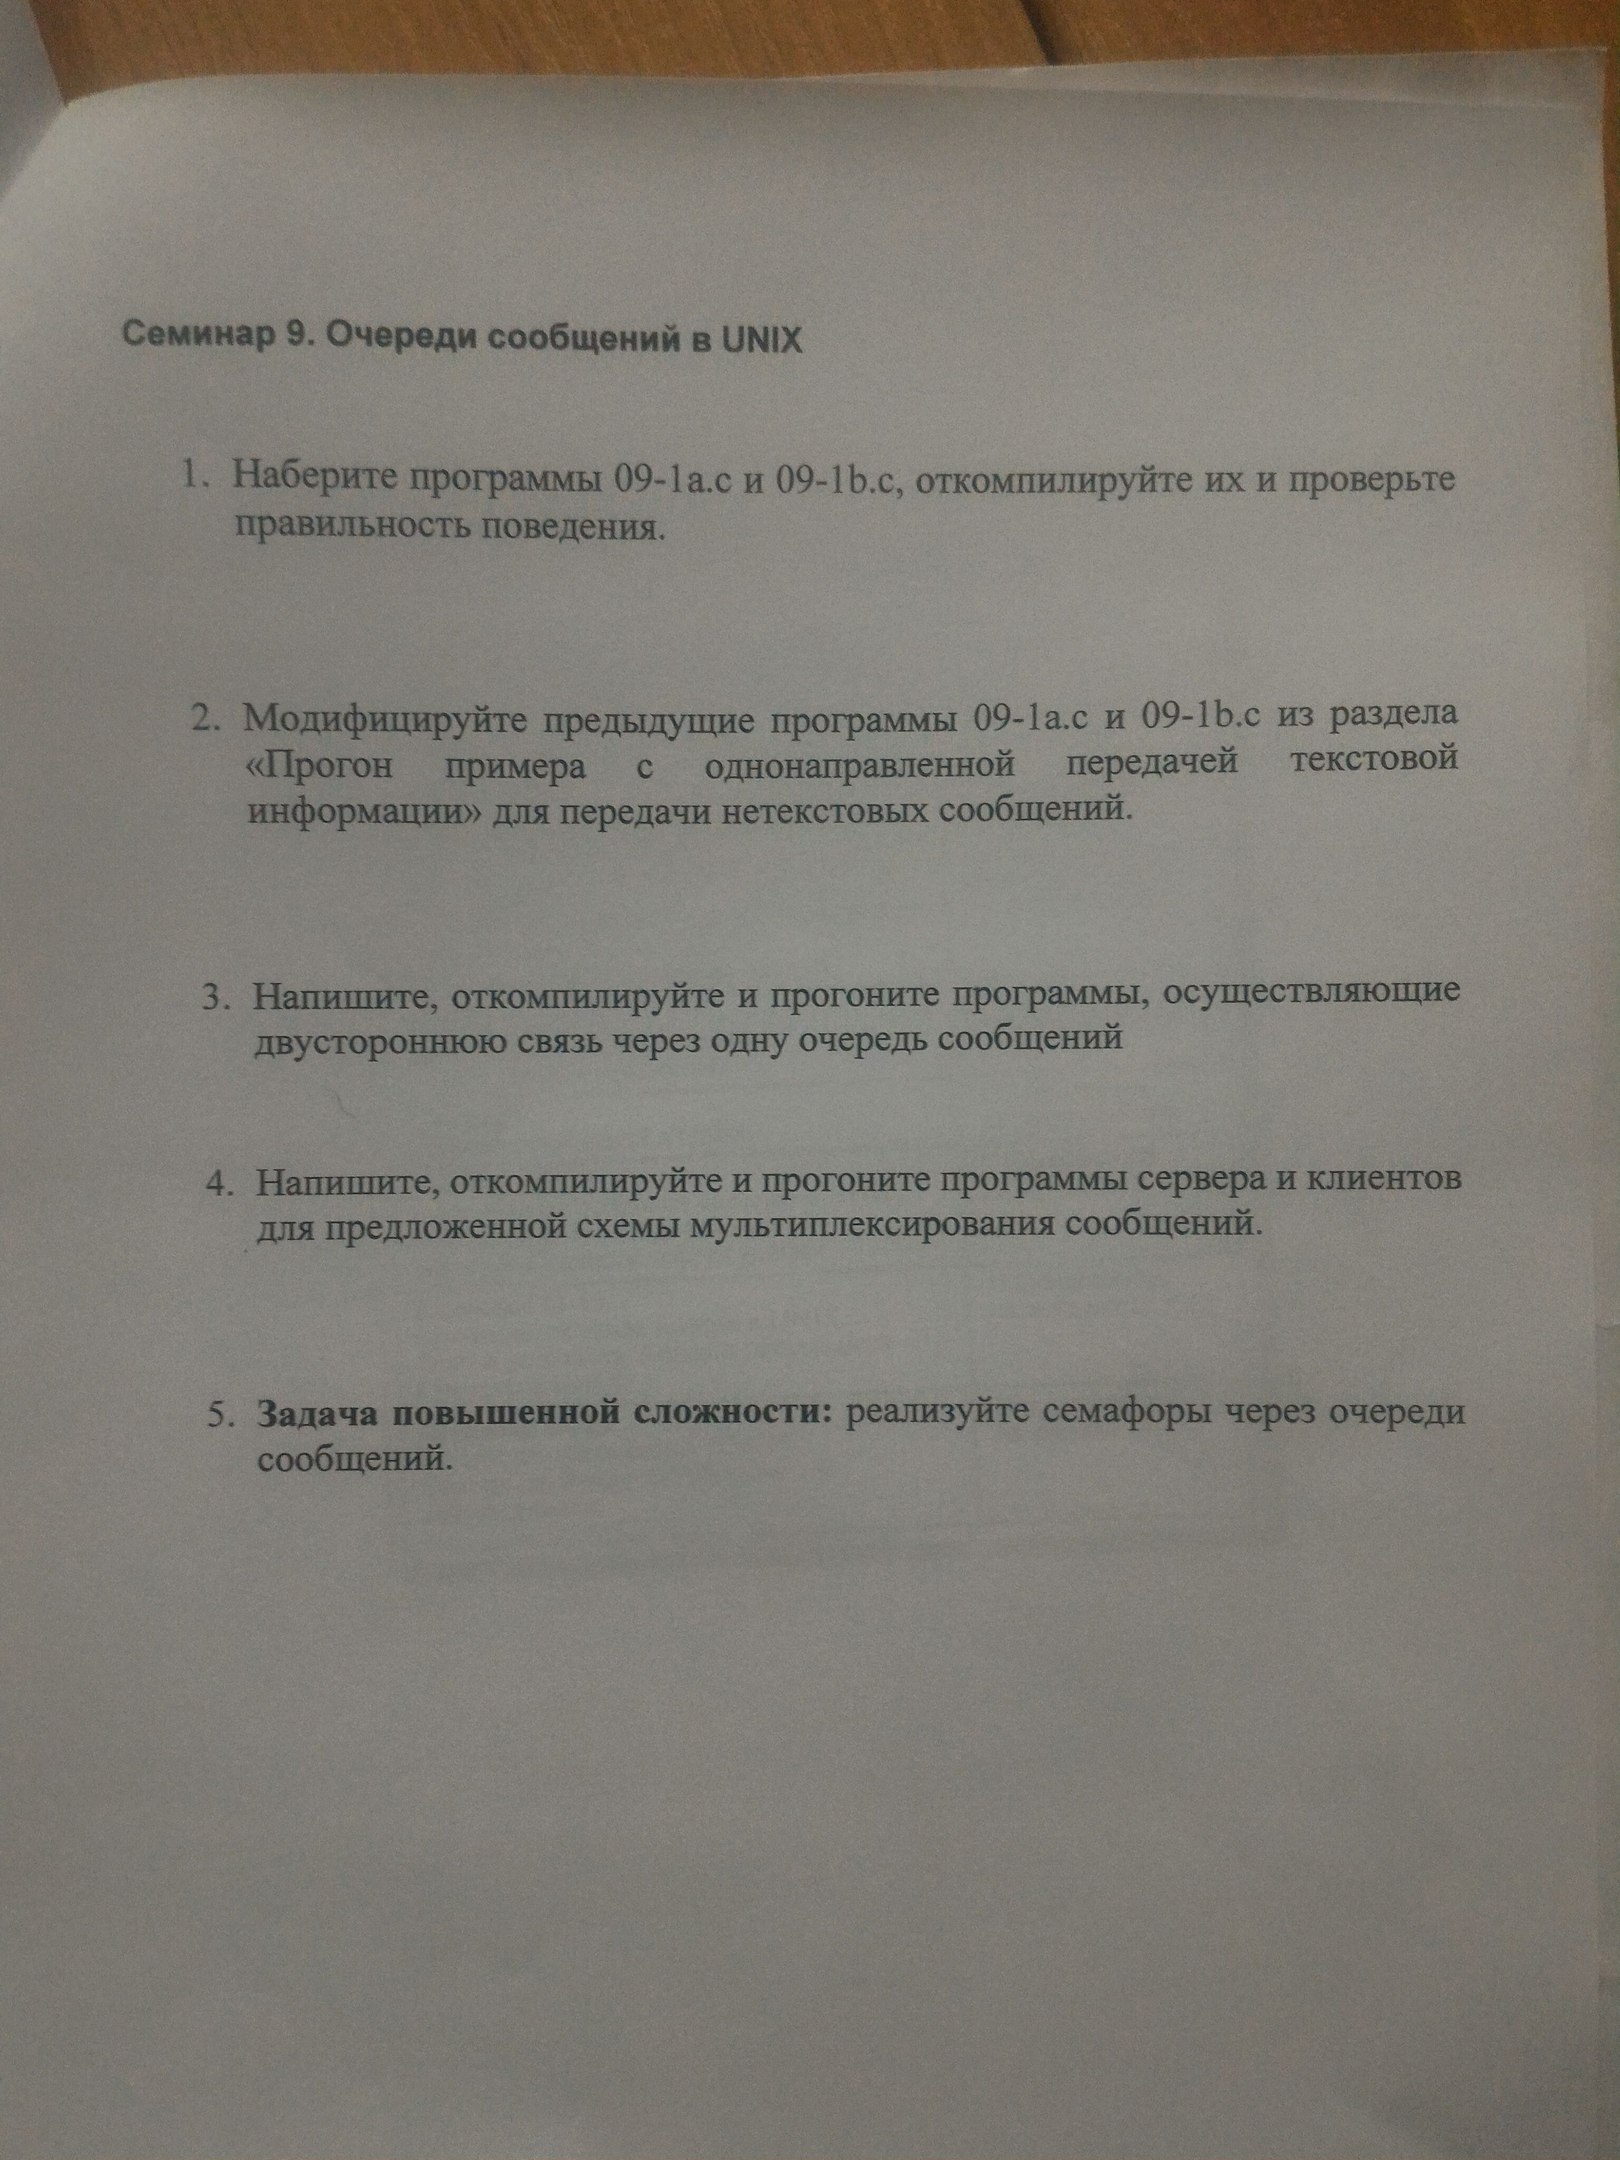 Семинар 9. Очереди сообщений в UNIX
1. Наберите программы 09-1a.c и 09-1b.c, откомпилируйте их и проверьте
правильность поведения.
2. Модифицируйте предыдущие программы 09-1a.c и 09-1b.c из раздела
«Прогон примера с однонаправленной передачей текстовой
информации» для передачи нетекстовых сообщений.
3. Напишите, откомпилируйте и прогоните программы, осуществляющие
двустороннюю связь через одну очередь сообщений
4. Напишите, откомпилируйте и прогоните программы сервера и клиентов
для предложенной схемы мультиплексирования сообщений.
5. Задача повышенной сложности: реализуйте семафоры через очереди
сообщений.